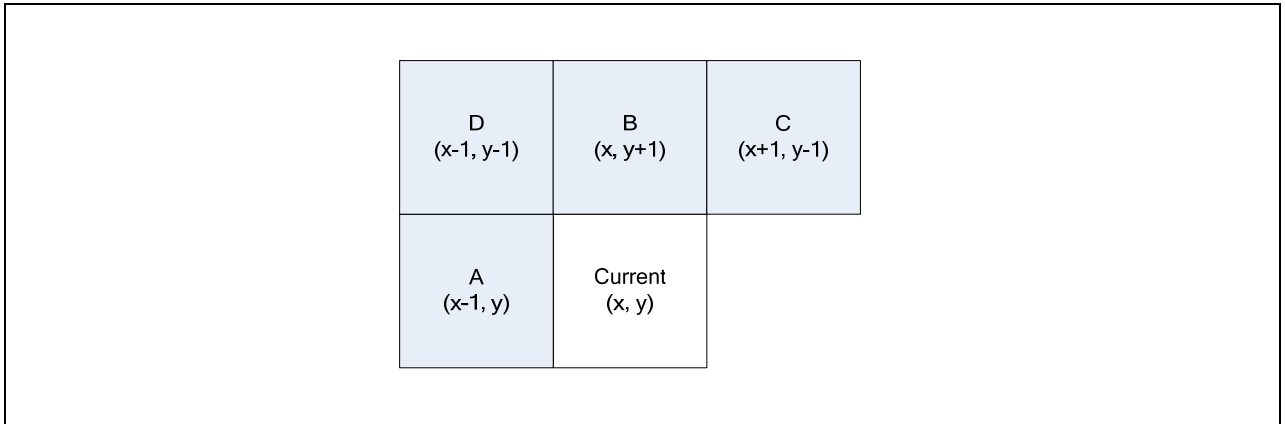 D
(x-1, y-1)
B
(x, y+1)
C
(x+1, y-1)
A
(x-1, y)
Current
(x, y)